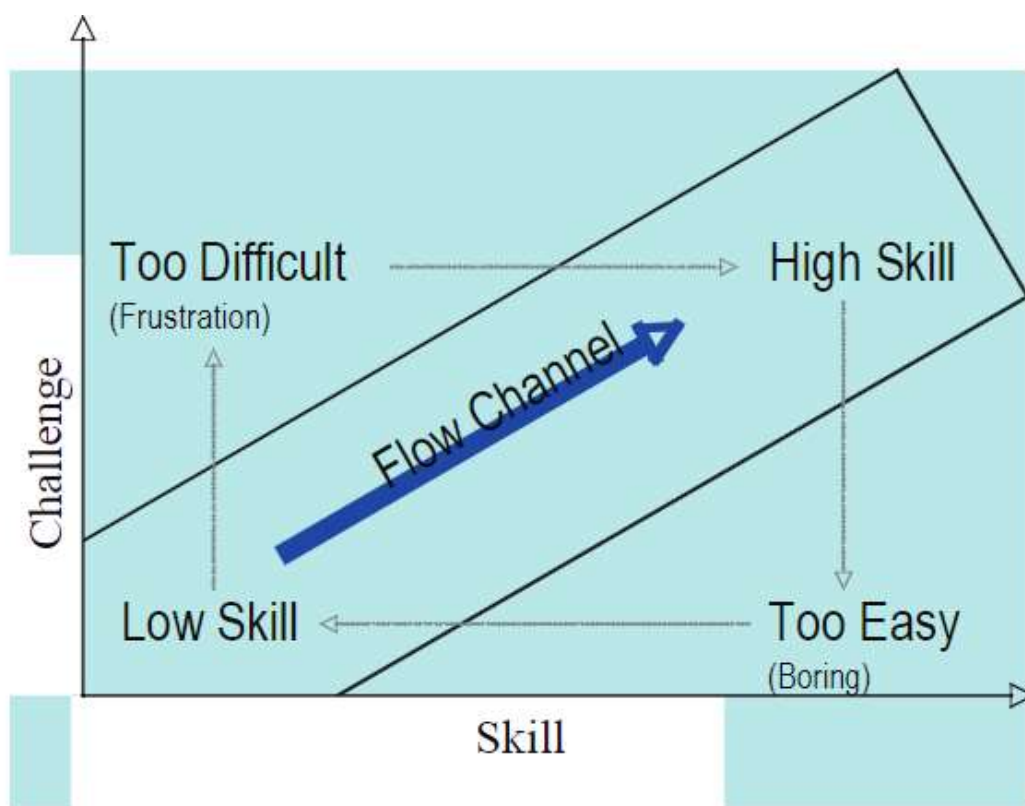 Too Difficult
(Frustration)
High Skill
Flow Channel
Challenge
Low Skill
Too Easy
(Boring)
Skill